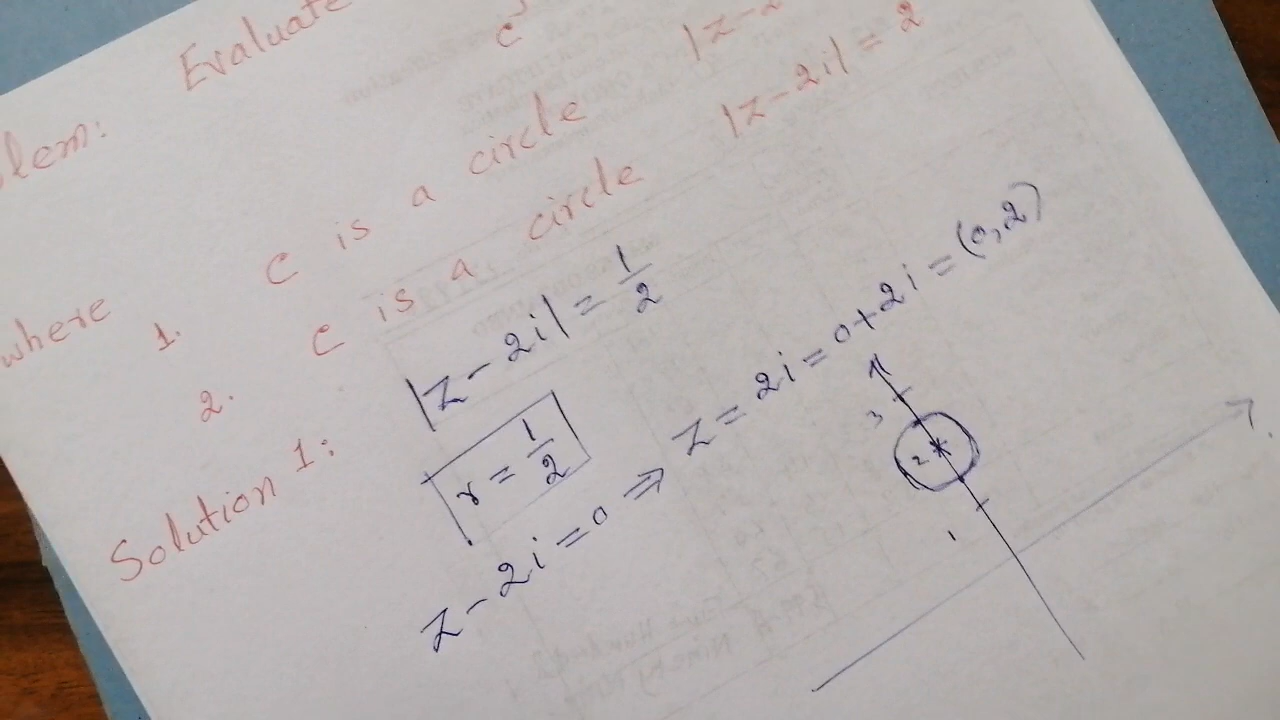 Evaluate
c
lem:
where 1. C is a circle |z-2
2. C is a circle |z-2i| = 2
Solution 1: |z-2i| = 1/2
r = 1/2
z-2i = 0 ⇒ z = 2i = 0+2i = (0,2)
3
2
1